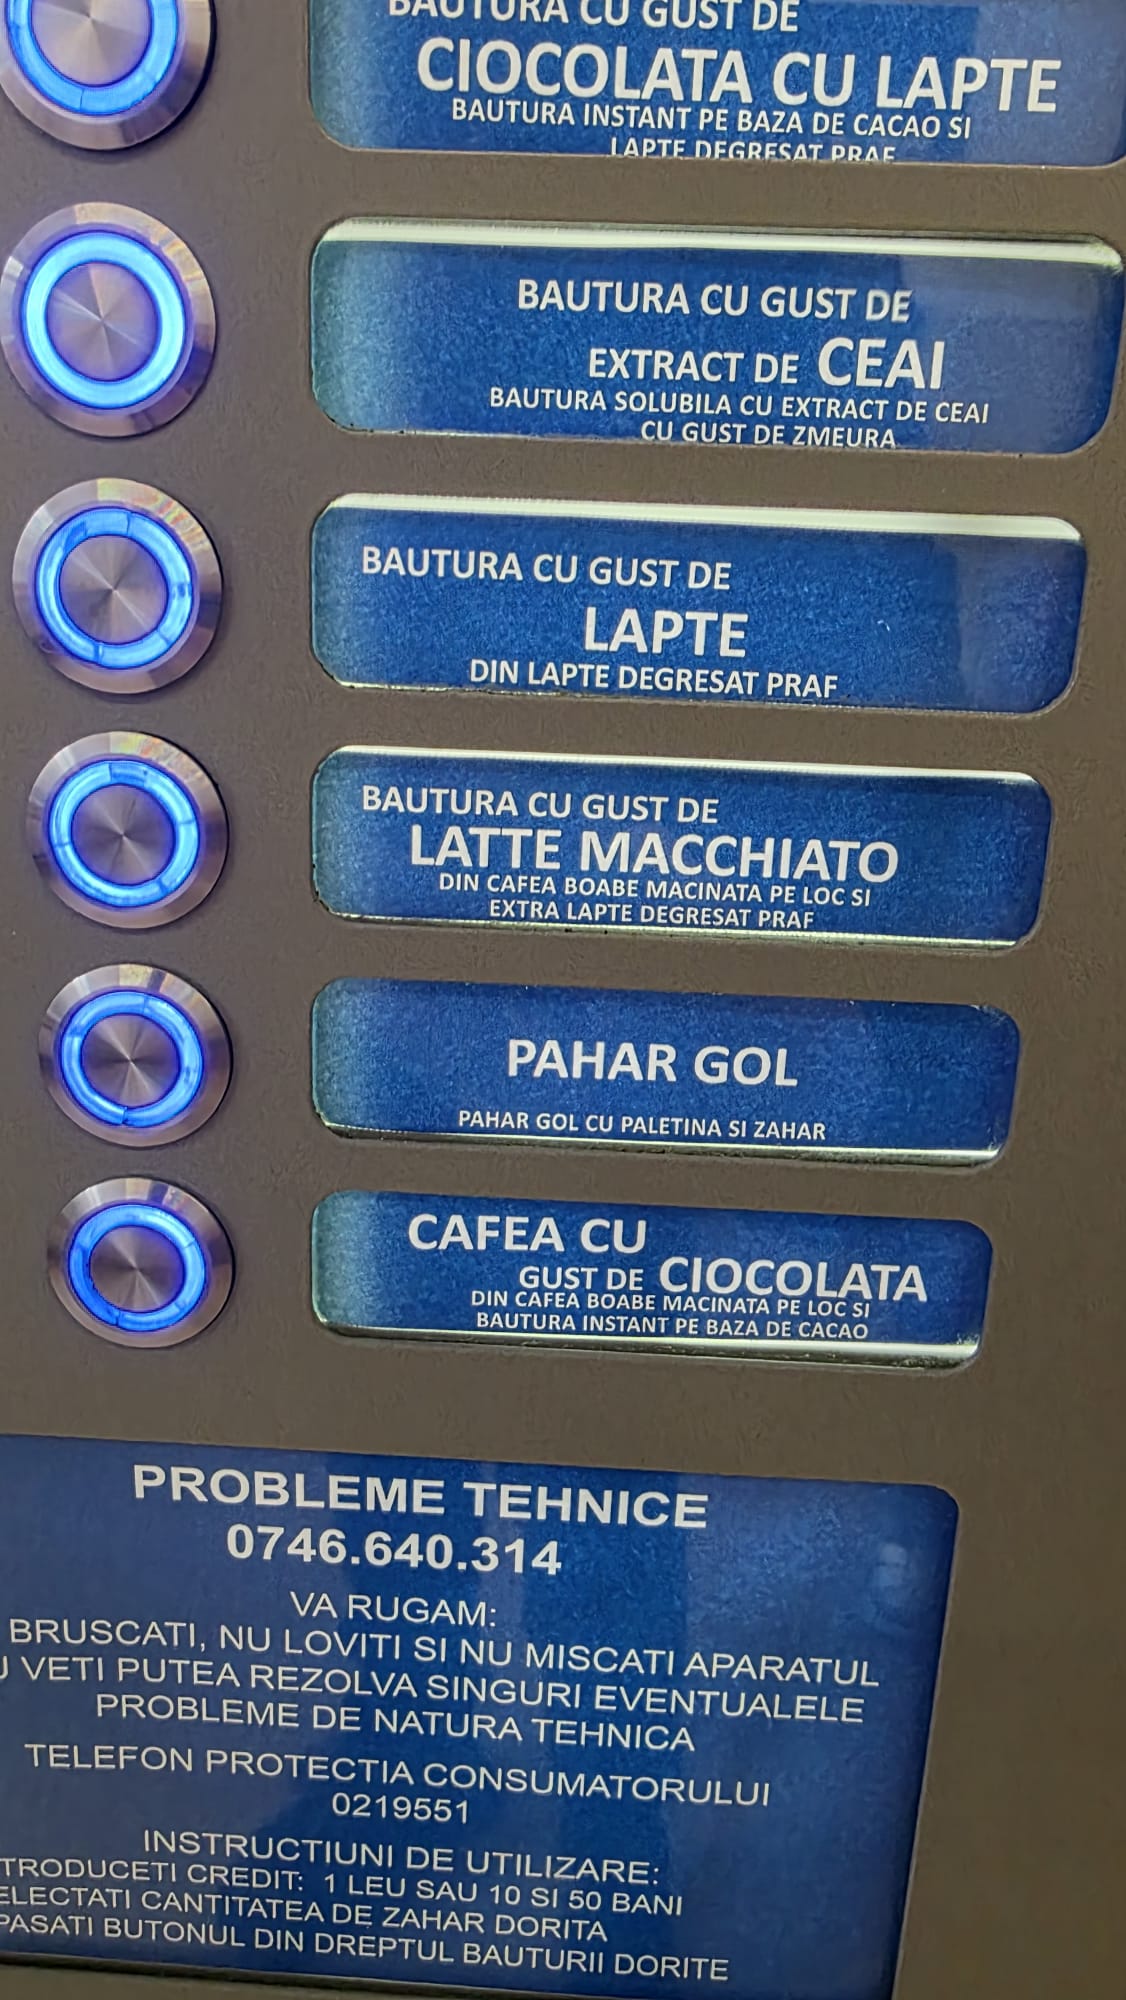 BAUTURA CU GUST DE
CIOCOLATA CU LAPTE
BAUTURA INSTANT PE BAZA DE CACAO SI
LAPTE DEGRESAT PRAF
BAUTURA CU GUST DE
EXTRACT DE CEAI
BAUTURA SOLUBILA CU EXTRACT DE CEAI
CU GUST DE ZMEURA
BAUTURA CU GUST DE
LAPTE
DIN LAPTE DEGRESAT PRAF
BAUTURA CU GUST DE
LATTE MACCHIATO
DIN CAFEA BOABE MACINATA PE LOC SI
EXTRA LAPTE DEGRESAT PRAF
PAHAR GOL
PAHAR GOL CU PALETINA SI ZAHAR
CAFEA CU
GUST DE CIOCOLATA
DIN CAFEA BOABE MACINATA PE LOC SI
BAUTURA INSTANT PE BAZA DE CACAO
PROBLEME TEHNICE
0746.640.314
VA RUGAM:
BRUSCATI, NU LOVITI SI NU MISCATI APARATUL
VETI PUTEA REZOLVA SINGURI EVENTUALELE
PROBLEME DE NATURA TEHNICA
TELEFON PROTECTIA CONSUMATORULUI
0219551
INSTRUCTIUNI DE UTILIZARE:
TRODUCETI CREDIT: 1 LEU SAU 10 SI 50 BANI
ELECTATI CANTITATEA DE ZAHAR DORITA
PASATI BUTONUL DIN DREPTUL BAUTURII DORITE